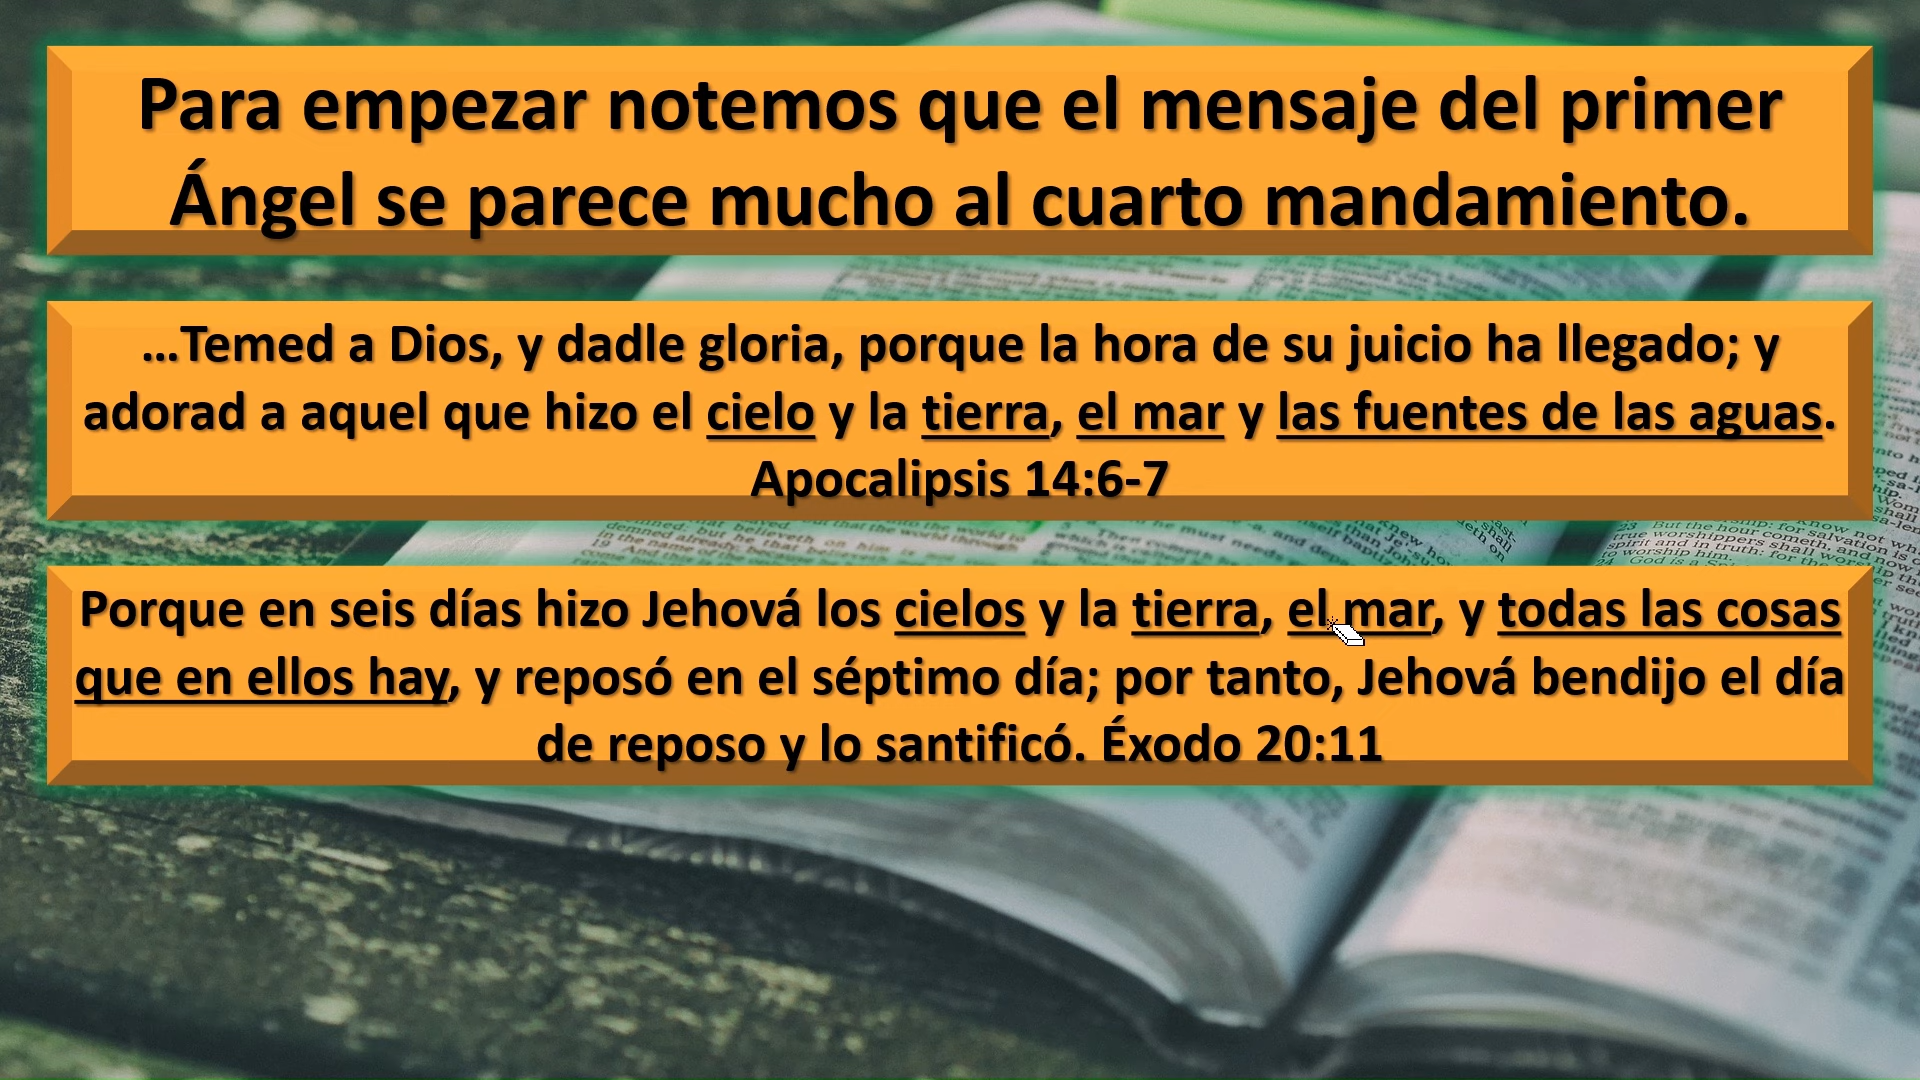 Para empezar notemos que el mensaje del primer
Ángel se parece mucho al cuarto mandamiento.
…Temed a Dios, y dadle gloria, porque la hora de su juicio ha llegado; y
adorad a aquel que hizo el cielo y la tierra, el mar y las fuentes de las aguas.
Apocalipsis 14:6-7
Porque en seis días hizo Jehová los cielos y la tierra, el mar, y todas las cosas
que en ellos hay, y reposó en el séptimo día; por tanto, Jehová bendijo el día
de reposo y lo santificó. Éxodo 20:11